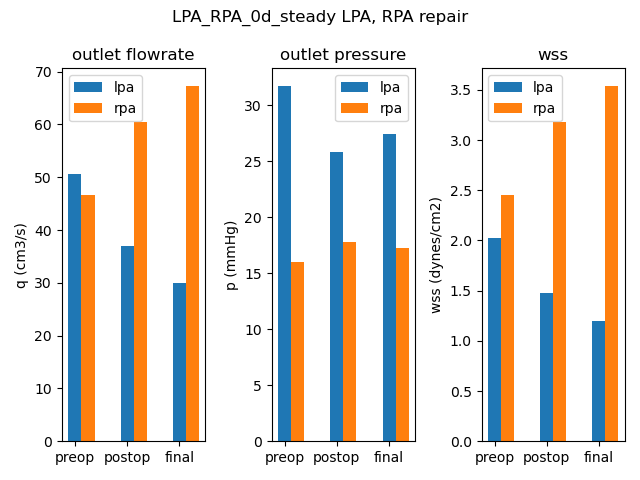 LPA_RPA_0d_steady LPA, RPA repair
outlet flowrate
q (cm3/s)
70
60
50
40
30
20
10
0
lpa
rpa
preop postop final
outlet pressure
p (mmHg)
30
25
20
15
10
5
0
lpa
rpa
preop postop final
wss
wss (dynes/cm2)
3.5
3.0
2.5
2.0
1.5
1.0
0.5
0.0
lpa
rpa
preop postop final